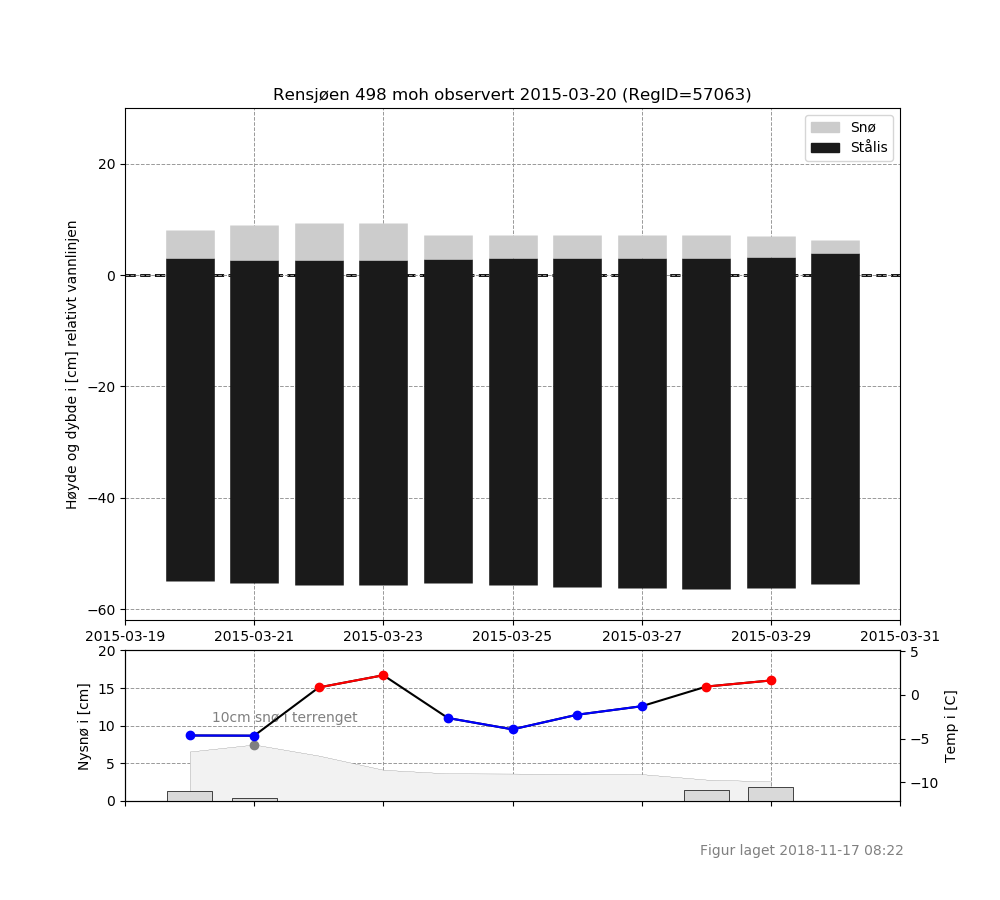 Rensjøen 498 moh observert 2015-03-20 (RegID=57063)
Snø
Stålis
Høyde og dybde i [cm] relativt vannlinjen
20
0
−20
−40
−60
2015-03-19 2015-03-21 2015-03-23 2015-03-25 2015-03-27 2015-03-29 2015-03-31
Nysnø i [cm]
20
15
10
5
0
10cm snø i terrenget
5
0
−5
−10
Temp i [C]
Figur laget 2018-11-17 08:22